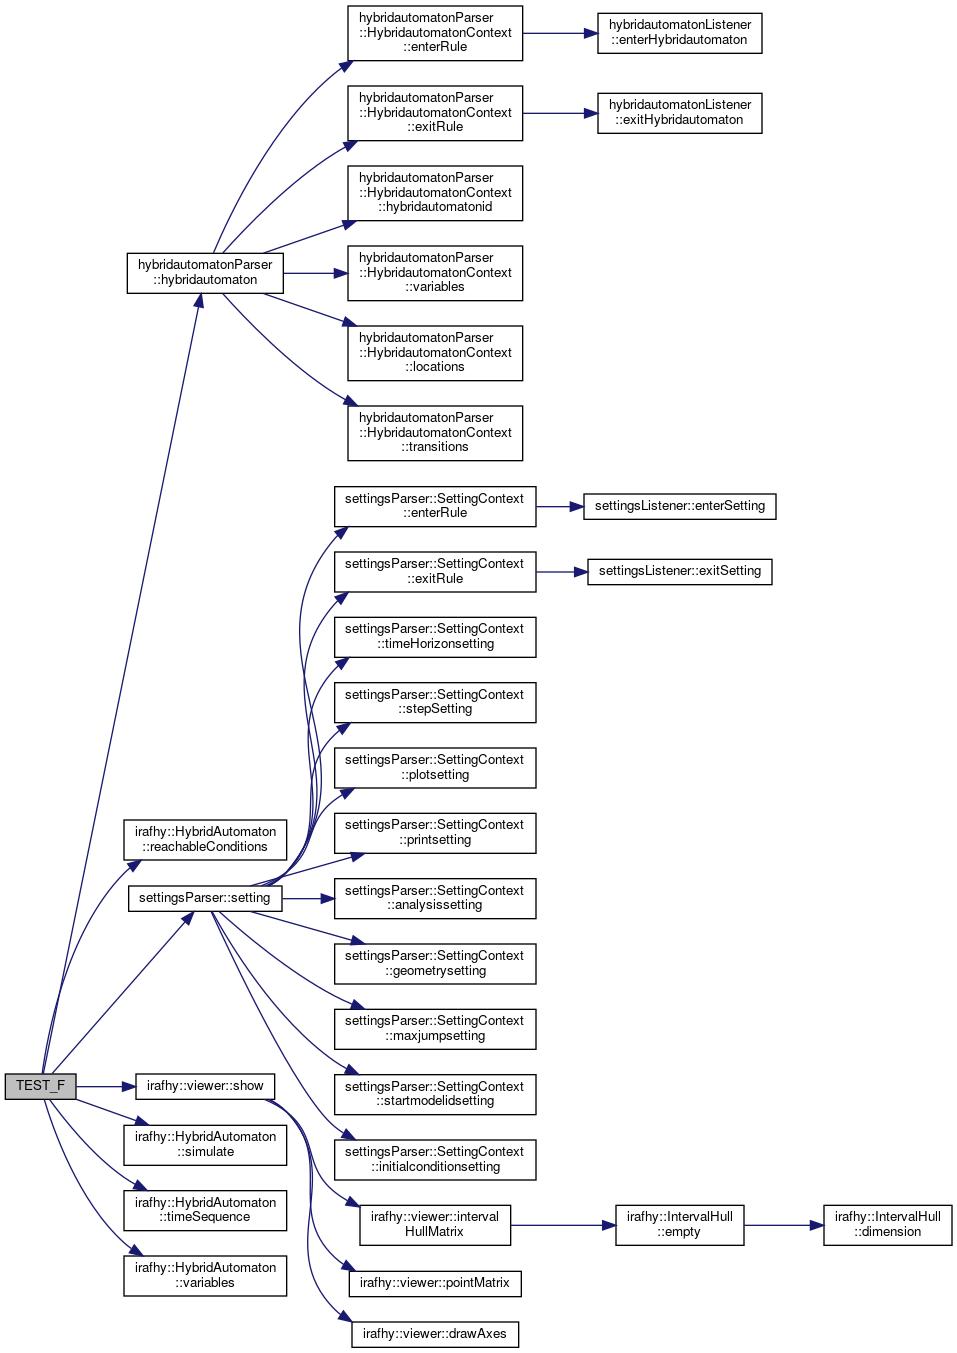 hybridautomatonParser
::HybridautomatonContext
::enterRule
hybridautomatonListener
::enterHybridautomaton
hybridautomatonParser
::HybridautomatonContext
::exitRule
hybridautomatonListener
::exitHybridautomaton
hybridautomatonParser
::HybridautomatonContext
::hybridautomatonid
hybridautomatonParser
::hybridautomaton
hybridautomatonParser
::HybridautomatonContext
::variables
hybridautomatonParser
::HybridautomatonContext
::locations
hybridautomatonParser
::HybridautomatonContext
::transitions
settingsParser::SettingContext
::enterRule
settingsListener::enterSetting
settingsParser::SettingContext
::exitRule
settingsListener::exitSetting
settingsParser::SettingContext
::timeHorizonsetting
settingsParser::SettingContext
::stepSetting
settingsParser::SettingContext
::plotsetting
settingsParser::SettingContext
::printsetting
irafhy::HybridAutomaton
::reachableConditions
settingsParser::setting
settingsParser::SettingContext
::analysissetting
settingsParser::SettingContext
::geometrysetting
settingsParser::SettingContext
::maxjumpsetting
TEST_F
irafhy::viewer::show
settingsParser::SettingContext
::startmodelidsetting
irafhy::HybridAutomaton
::simulate
settingsParser::SettingContext
::initialconditionsetting
irafhy::HybridAutomaton
::timeSequence
irafhy::viewer::interval
HullMatrix
irafhy::IntervalHull
::empty
irafhy::IntervalHull
::dimension
irafhy::HybridAutomaton
::variables
irafhy::viewer::pointMatrix
irafhy::viewer::drawAxes